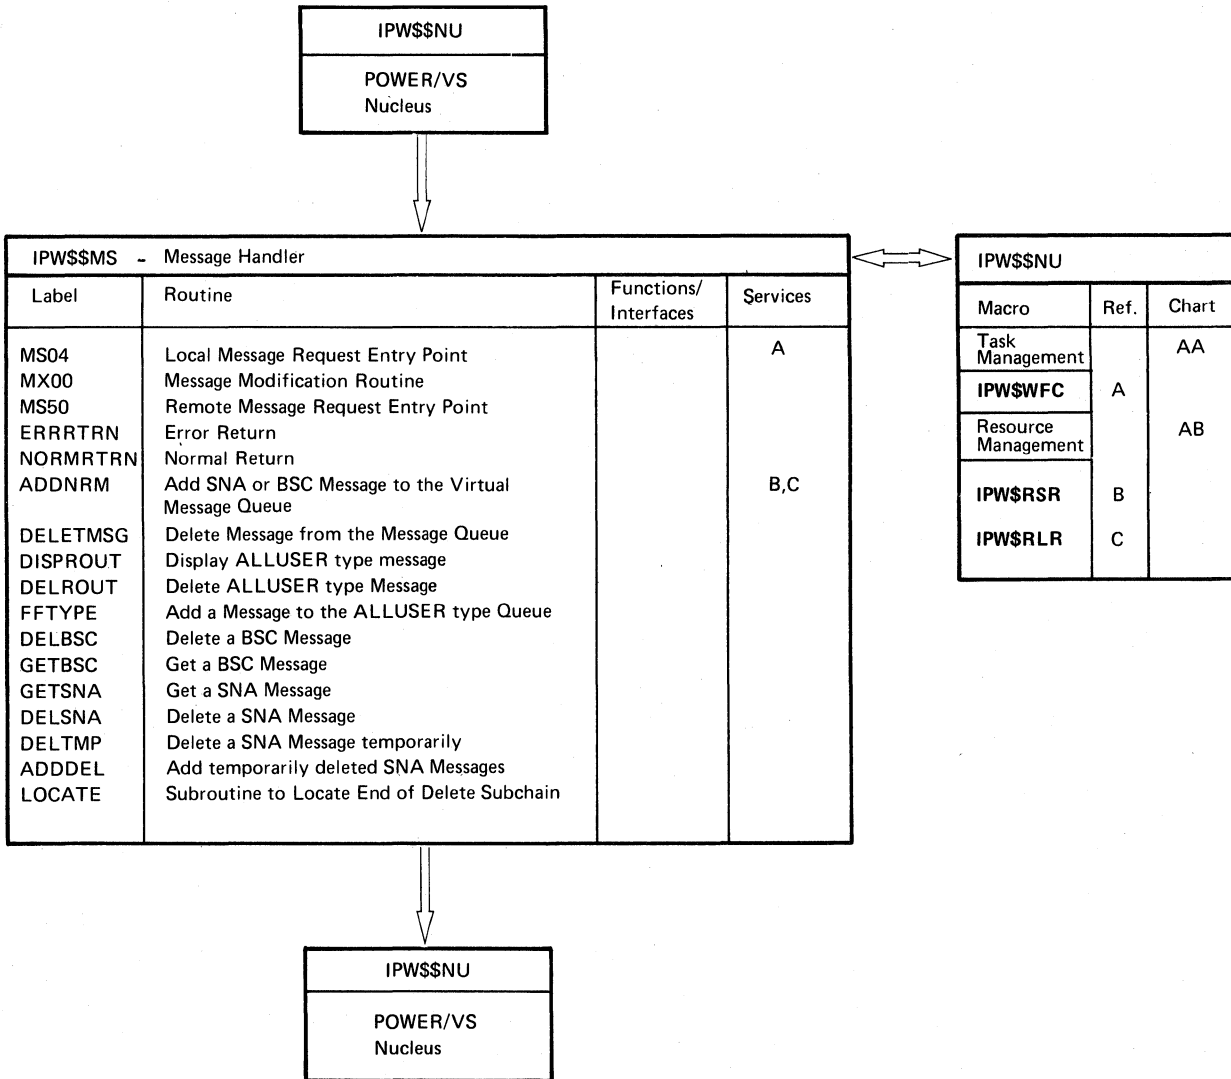 IPW$$NU
POWER/VS
Nucleus
IPW$$MS - Message Handler
Label Routine Functions/ Interfaces Services
MS04 Local Message Request Entry Point A
MX00 Message Modification Routine
MS50 Remote Message Request Entry Point
ERRRTRN Error Return
NORMRTRN Normal Return
ADDNRM Add SNA or BSC Message to the Virtual B,C
Message Queue
DELETMSG Delete Message from the Message Queue
DISPROUT Display ALLUSER type message
DELROUT Delete ALLUSER type Message
FFTYPE Add a Message to the ALLUSER type Queue
DELBSC Delete a BSC Message
GETBSC Get a BSC Message
GETSNA Get a SNA Message
DELSNA Delete a SNA Message
DELTMP Delete a SNA Message temporarily
ADDDEL Add temporarily deleted SNA Messages
LOCATE Subroutine to Locate End of Delete Subchain
IPW$$NU
Macro Ref. Chart
Task
Management AA
IPW$WFC A
Resource
Management AB
IPW$RSR B
IPW$RLR C
IPW$$NU
POWER/VS
Nucleus